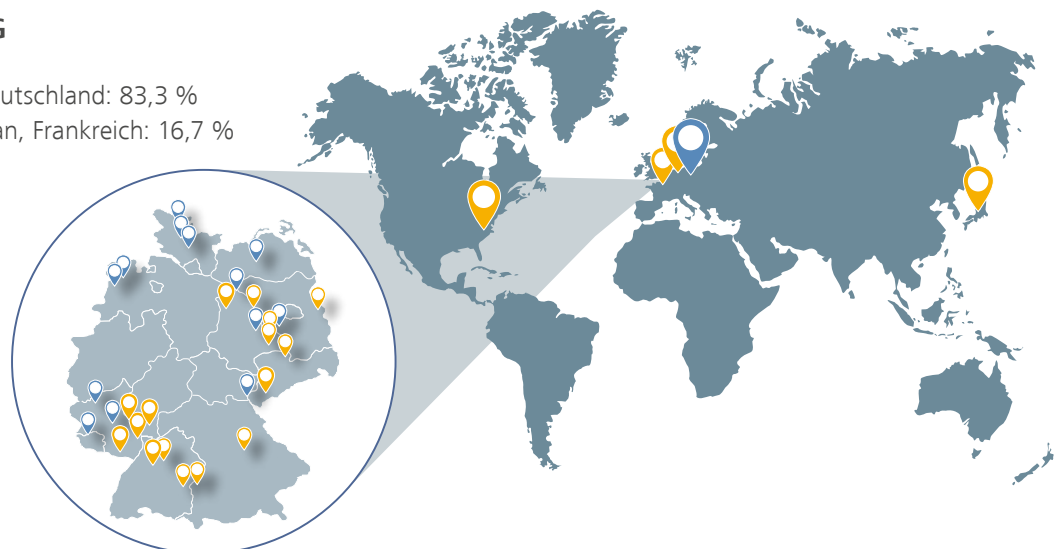 G
utschland: 83,3 %
an, Frankreich: 16,7 %